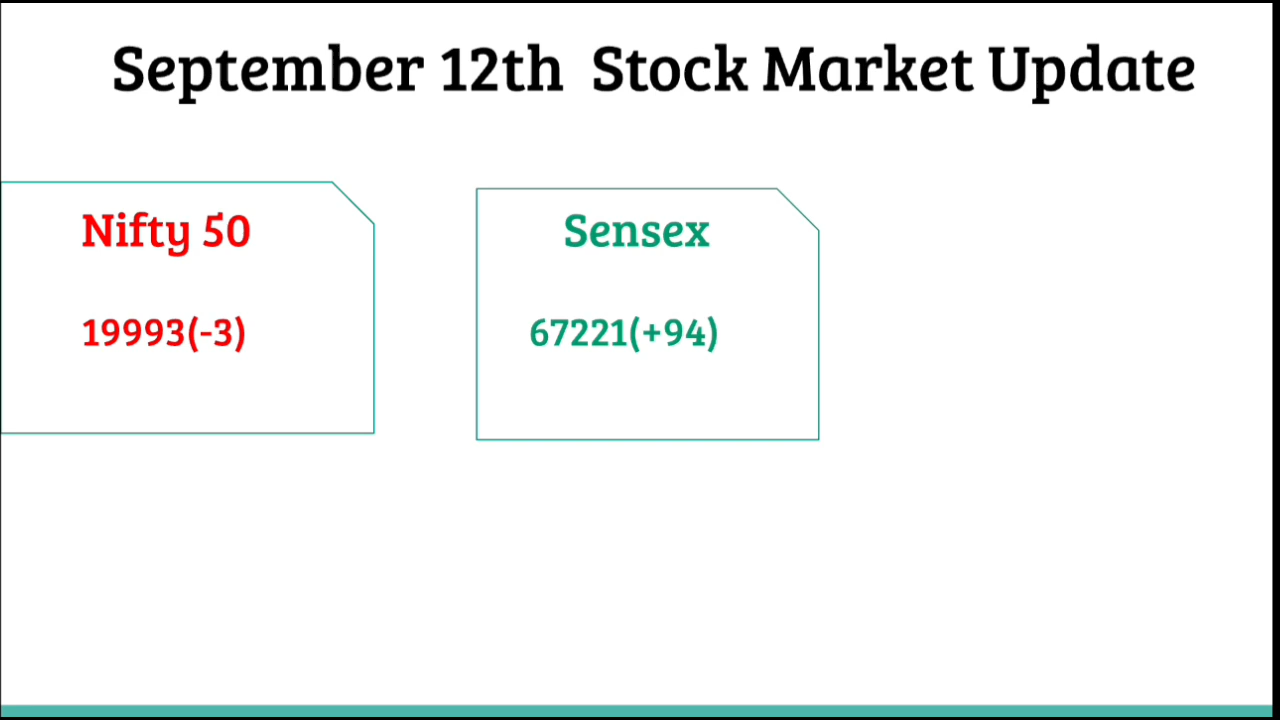 September 12th Stock Market Update
Nifty 50
19993(-3)
Sensex
67221(+94)